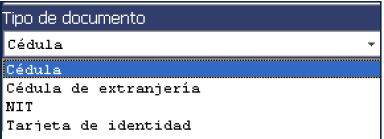 Tipo de documento
Cédula
Cédula
Cédula de extranjería
NIT
Tarjeta de identidad